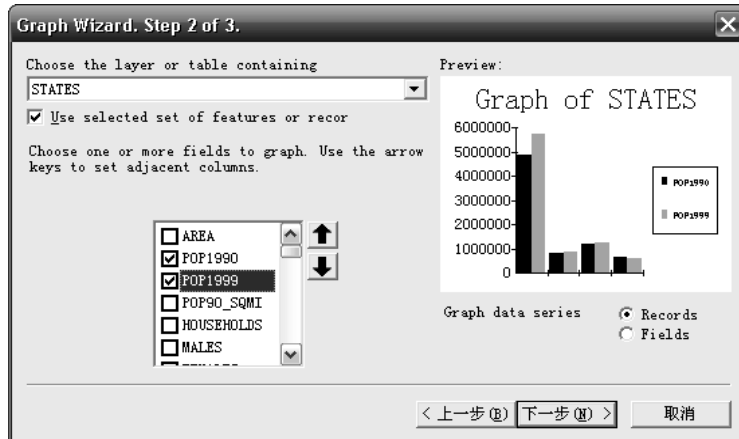 Graph Wizard. Step 2 of 3.
Choose the layer or table containing
STATES
Use selected set of features or recor
Choose one or more fields to graph. Use the arrow
keys to set adjacent columns.
AREA
POP1990
POP1999
POP90_SQMI
HOUSEHOLDS
MALES
Preview:
Graph of STATES
6000000
5000000
4000000
3000000
2000000
1000000
0
POP1990
POP1999
Graph data series
Records
Fields
< 上一步(B)
下一步(N) >
取消